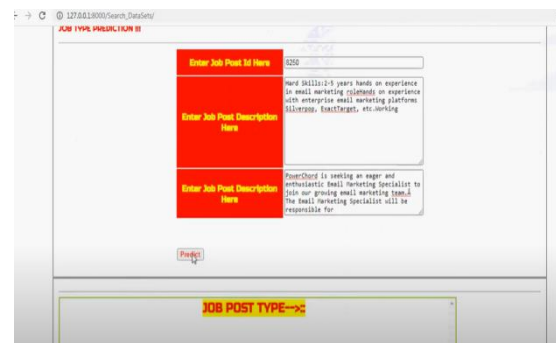 127.0.0.1:8000/Search_DataSets/
JOB TYPE PREDICTION !!!
Enter Job Post Id Here
8250
Enter Job Post Description
Here
Hard Skills:2-5 years hands on experience
in email marketing roleHands on experience
with enterprise email marketing platforms
Silverpop, ExactTarget, etc.Working
Enter Job Post Description
Here
PowerChord is seeking an eager and
enthusiastic Email Marketing Specialist to
join our growing email marketing team.Â
The Email Marketing Specialist will be
responsible for
Predict
JOB POST TYPE-->::